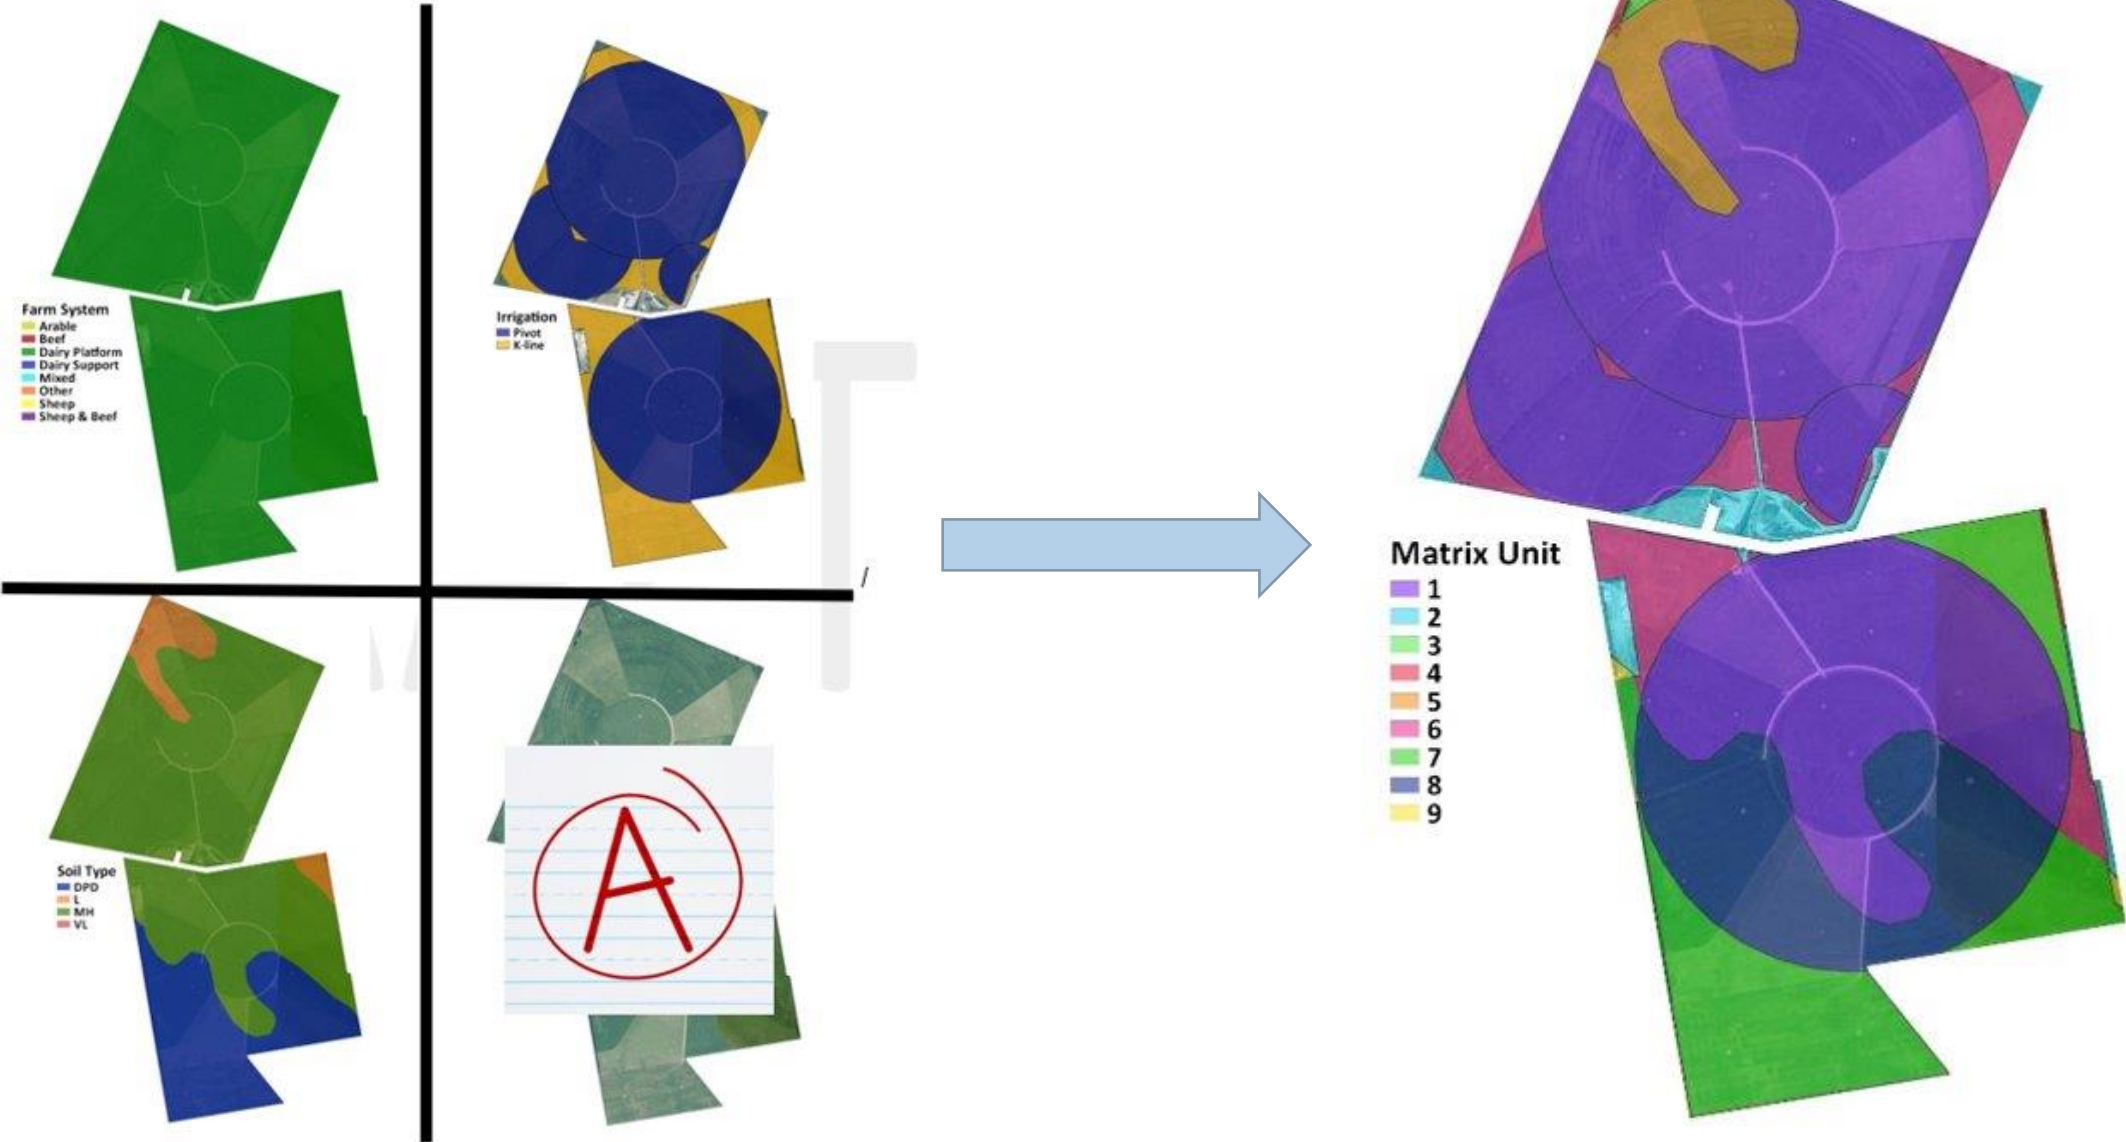 Farm System
Arable
Beef
Dairy Platform
Dairy Support
Mixed
Other
Sheep
Sheep & Beef
Irrigation
Pivot
K-line
/
Soil Type
DPD
L
MH
VL
A
Matrix Unit
1
2
3
4
5
6
7
8
9